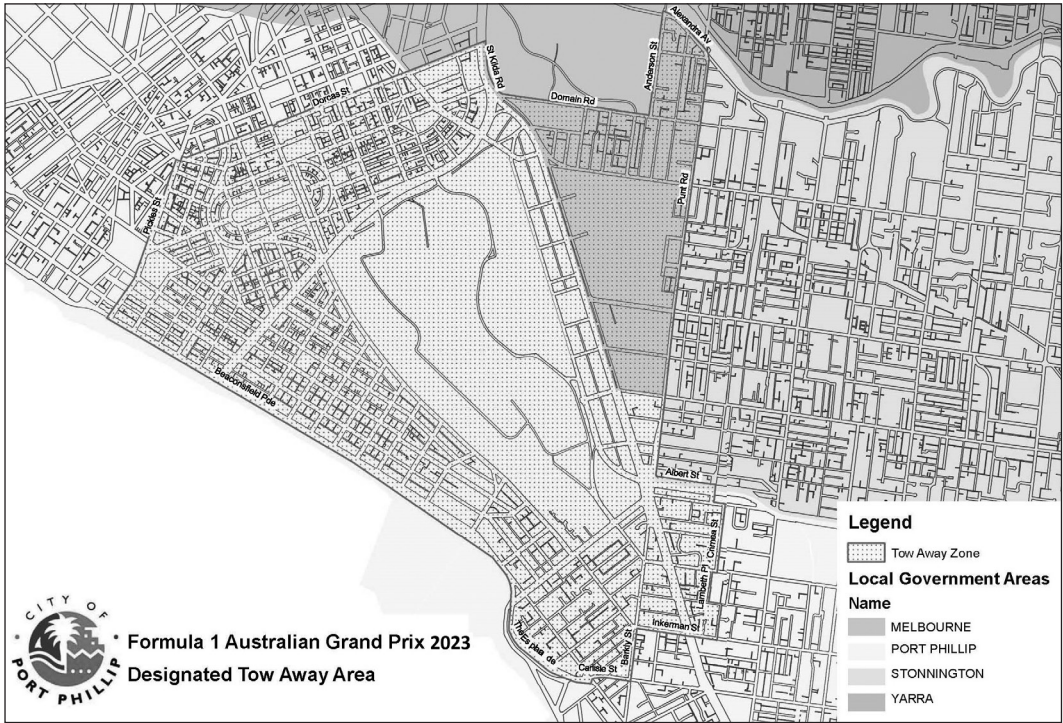 Alexandra Av
St Kilda Rd
Anderson St
Dorcas St
Domain Rd
Punt Rd
Pickles St
Beaconsfield Pde
Albert St
Crimea St
Lambeth Pl
Inkerman St
Barkly St
Carlisle St
Legend
Tow Away Zone
Local Government Areas
Name
MELBOURNE
PORT PHILLIP
STONNINGTON
YARRA
CITY OF
PORT PHILLIP
Formula 1 Australian Grand Prix 2023
Designated Tow Away Area